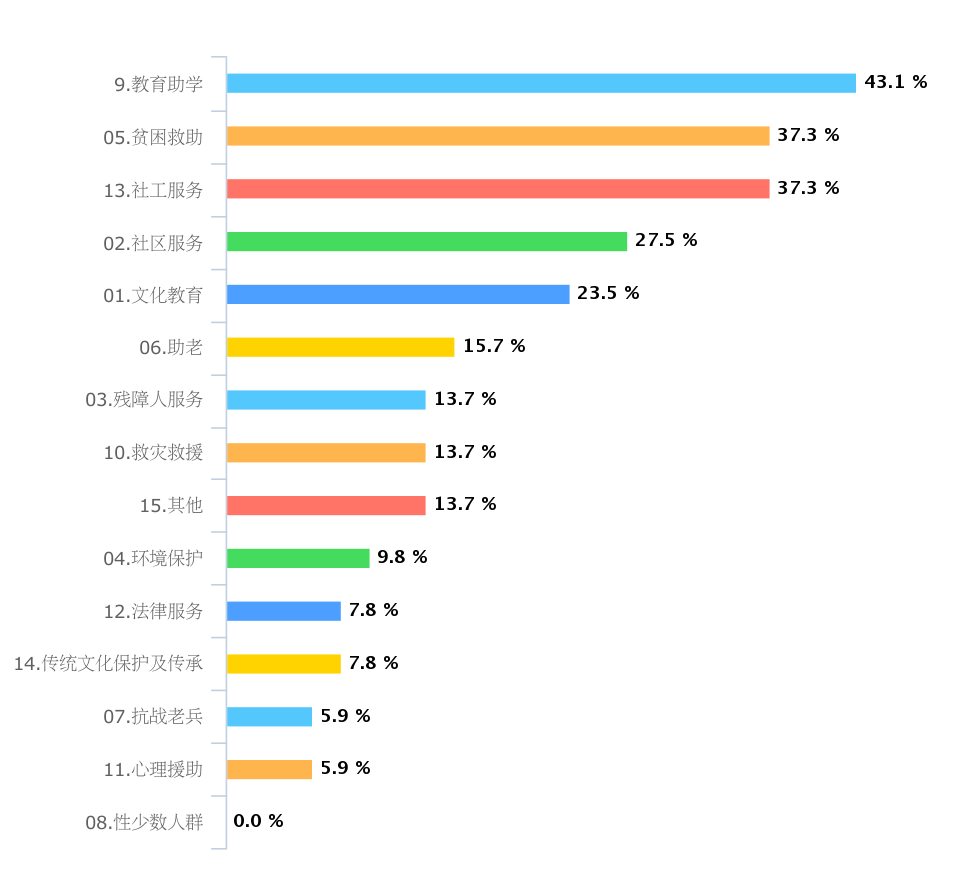 9.教育助学 43.1 %
05.贫困救助 37.3 %
13.社工服务 37.3 %
02.社区服务 27.5 %
01.文化教育 23.5 %
06.助老 15.7 %
03.残障人服务 13.7 %
10.救灾救援 13.7 %
15.其他 13.7 %
04.环境保护 9.8 %
12.法律服务 7.8 %
14.传统文化保护及传承 7.8 %
07.抗战老兵 5.9 %
11.心理援助 5.9 %
08.性少数人群 0.0 %